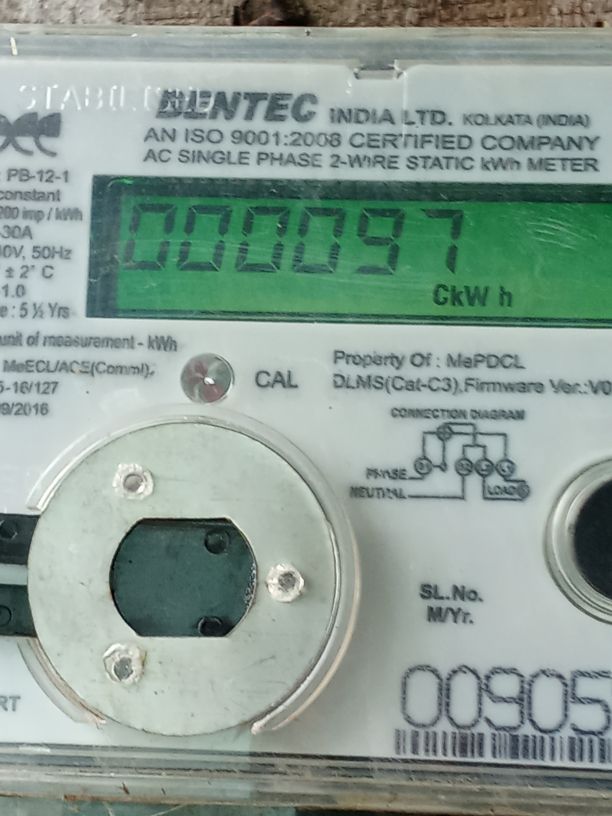 BENTEC INDIA LTD. KOLKATA (INDIA)
AN ISO 9001:2008 CERTIFIED COMPANY
AC SINGLE PHASE 2-WIRE STATIC kWh METER
: PB-12-1
constant
200 imp / kWh
-30A
0V, 50Hz
± 2° C
1.0
e : 5 ½ Yrs
000097
CkW h
unit of measurement - kWh
MeECL/ACE(Comml),
5-16/127
09/2016
CAL
Property Of : MePDCL
DLMS(Cat-C3),Firmware Ver.:V0
CONNECTION DIAGRAM
PHASE
NEUTRAL
LOAD
SL.No.
M/Yr.
RT
00905